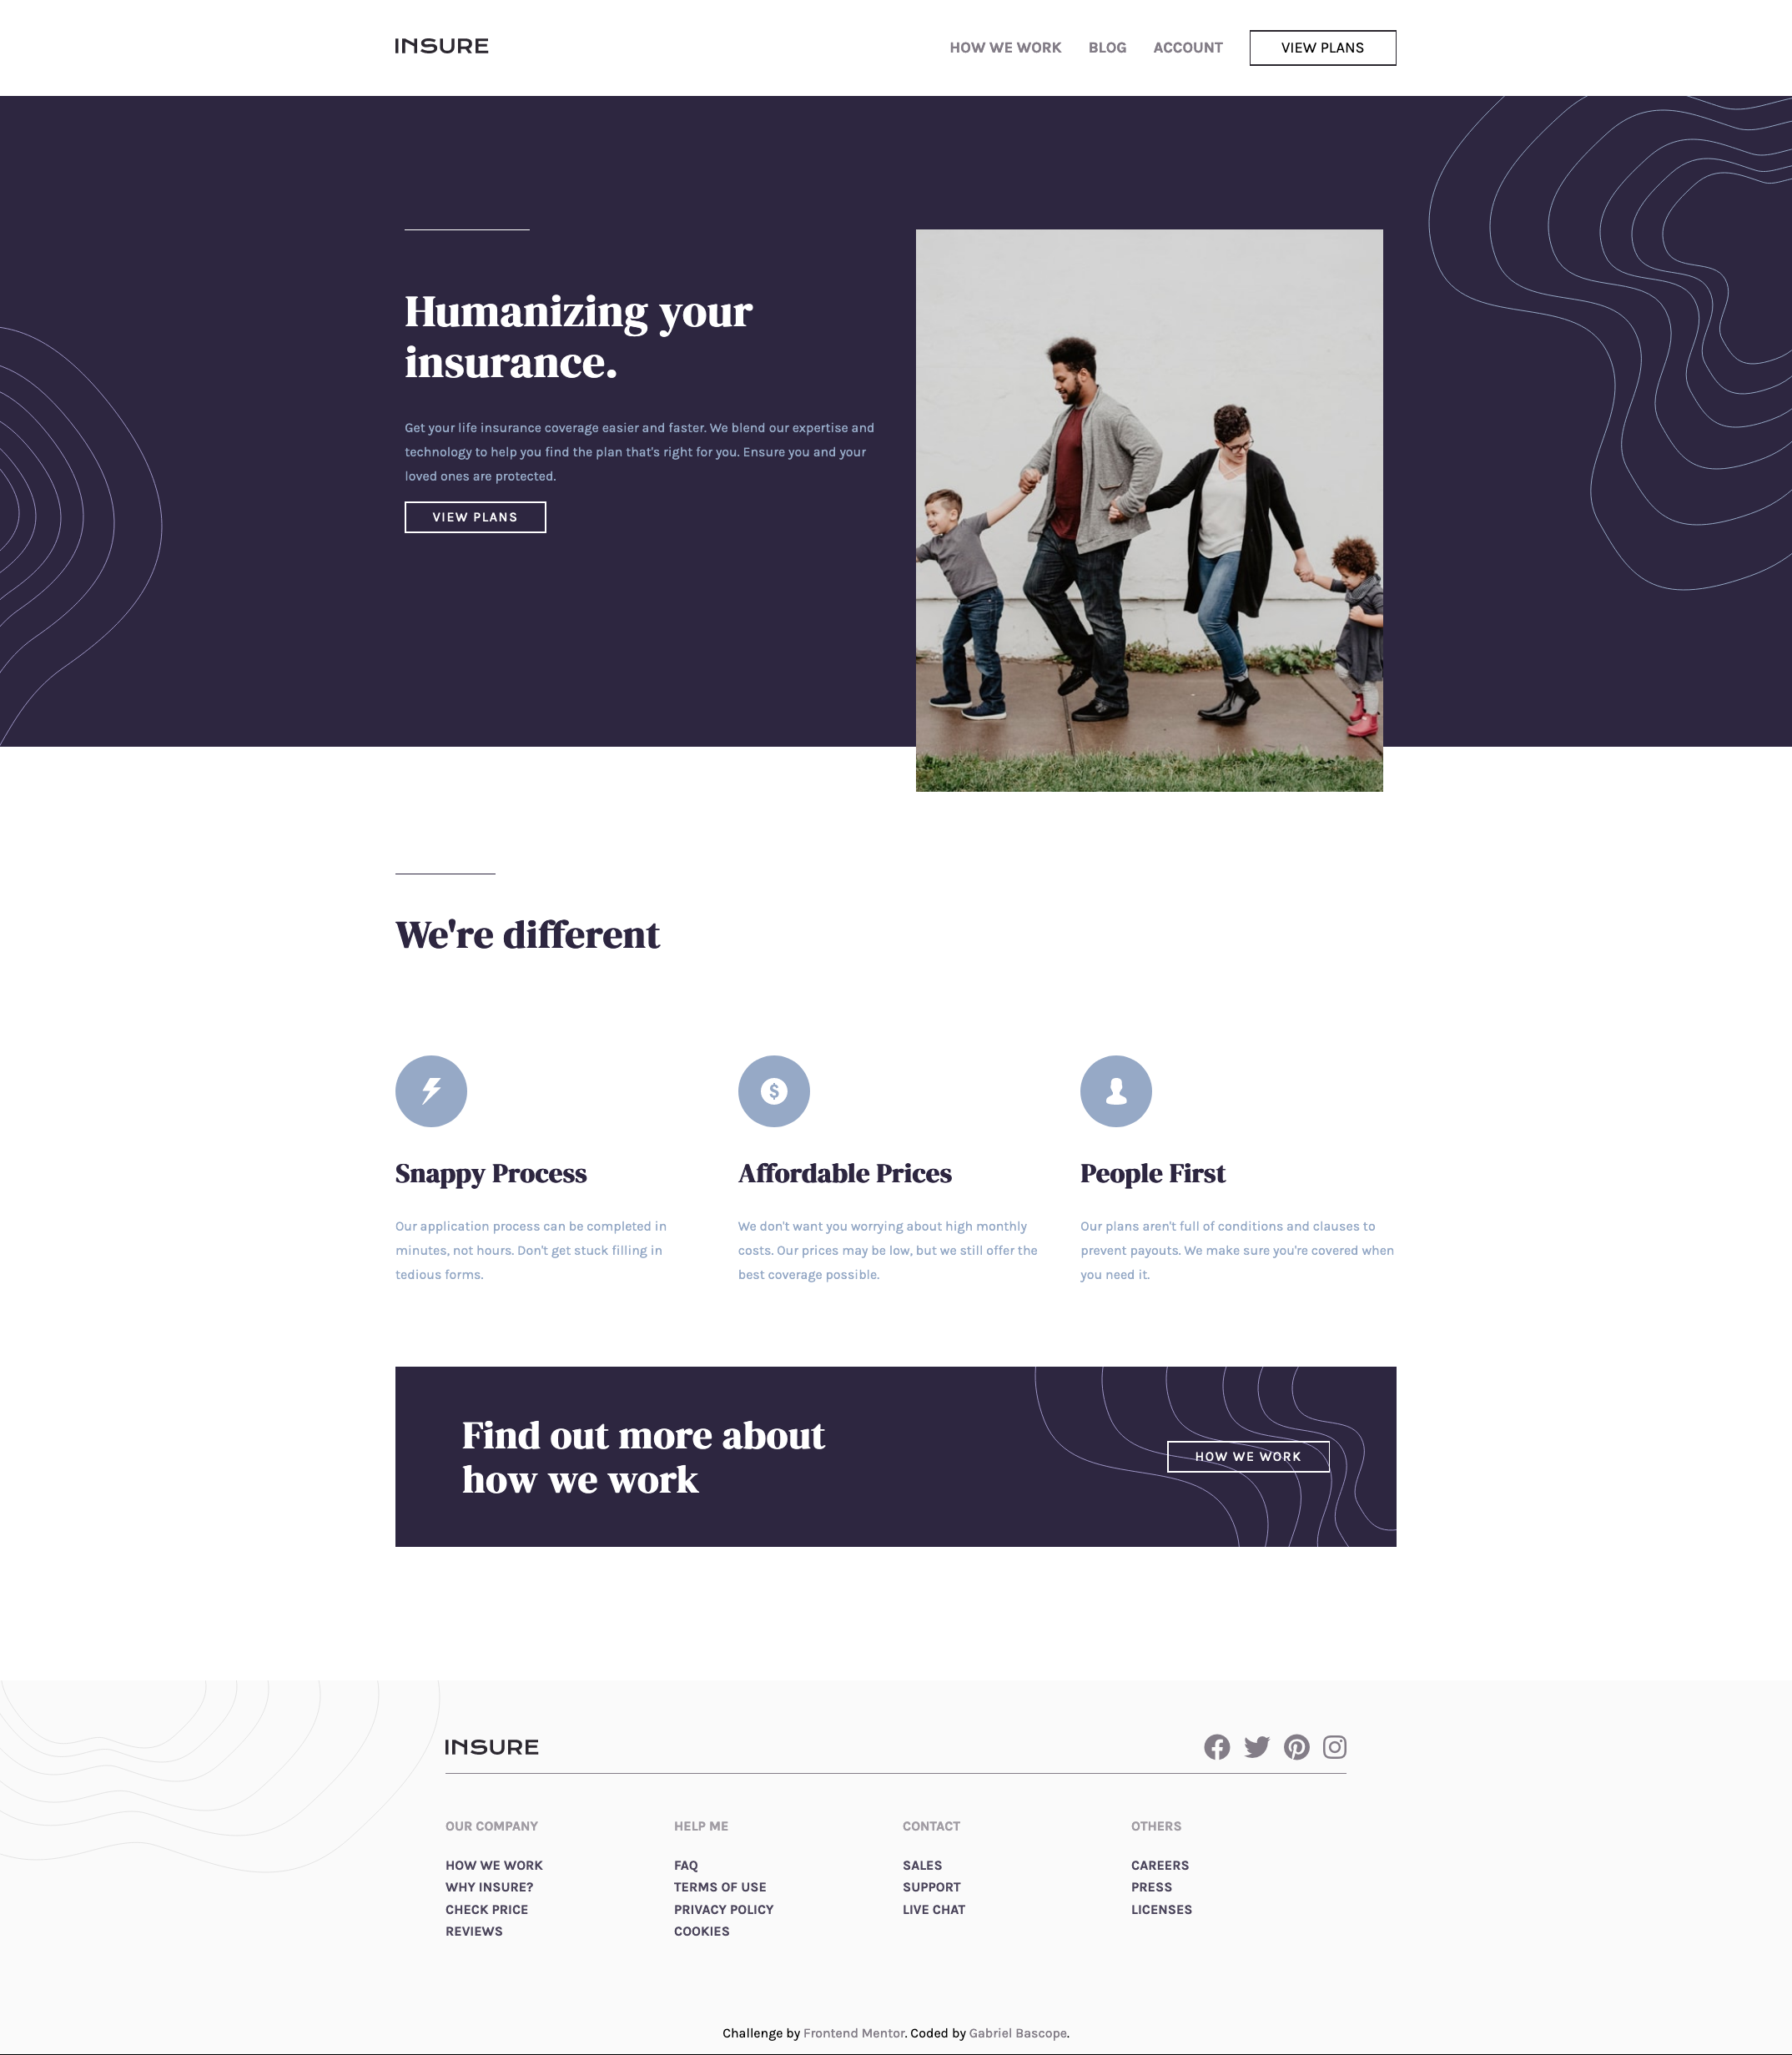 INSURE
HOW WE WORK
BLOG
ACCOUNT
VIEW PLANS
Humanizing your
insurance.
Get your life insurance coverage easier and faster. We blend our expertise and
technology to help you find the plan that's right for you. Ensure you and your
loved ones are protected.
VIEW PLANS
We're different
Snappy Process
Our application process can be completed in
minutes, not hours. Don't get stuck filling in
tedious forms.
Affordable Prices
We don't want you worrying about high monthly
costs. Our prices may be low, but we still offer the
best coverage possible.
People First
Our plans aren't full of conditions and clauses to
prevent payouts. We make sure you're covered when
you need it.
Find out more about
how we work
HOW WE WORK
INSURE
OUR COMPANY
HOW WE WORK
WHY INSURE?
CHECK PRICE
REVIEWS
HELP ME
FAQ
TERMS OF USE
PRIVACY POLICY
COOKIES
CONTACT
SALES
SUPPORT
LIVE CHAT
OTHERS
CAREERS
PRESS
LICENSES
Challenge by Frontend Mentor. Coded by Gabriel Bascope.